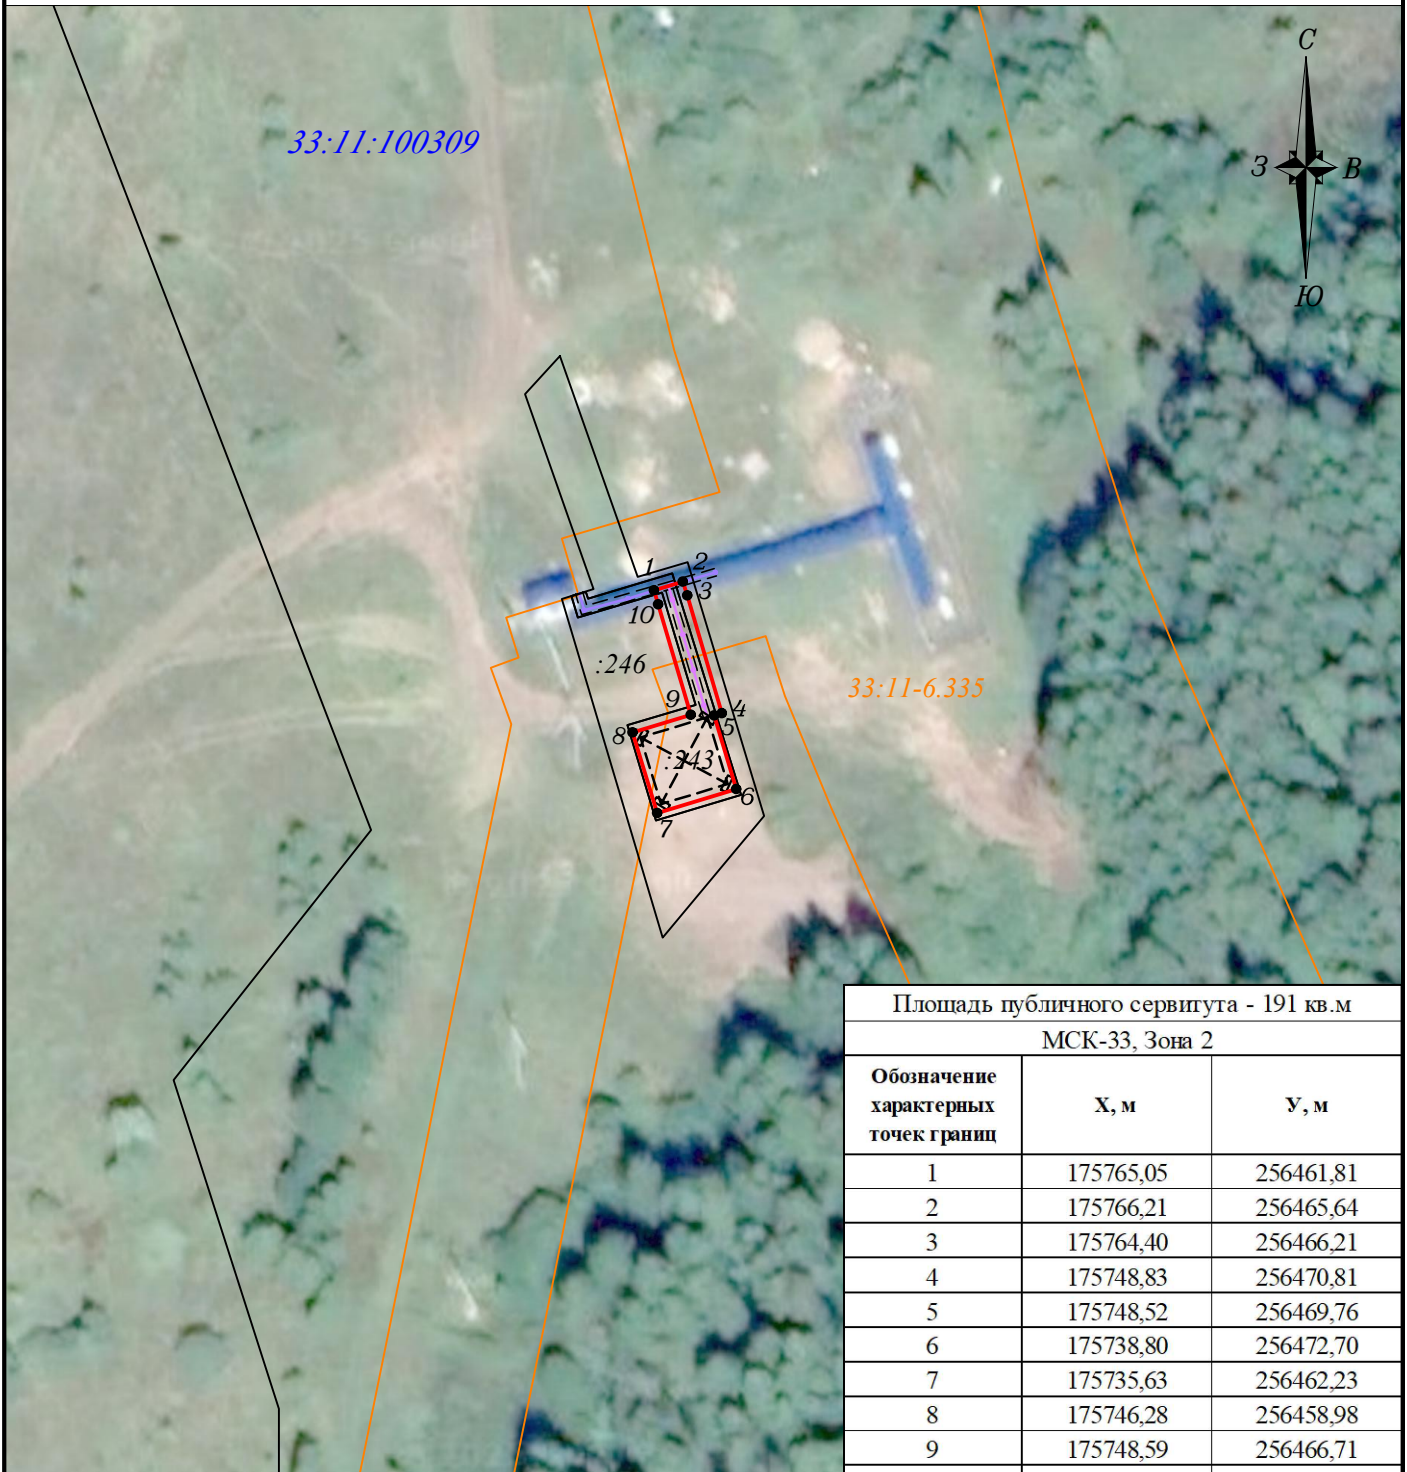 С
33:11:100309
З
В
Ю
1
2
3
10
:246
33:11-6.335
9
4
5
8
:243
6
7
Площадь публичного сервитута - 191 кв.м
МСК-33, Зона 2
Обозначение характерных точек границ X, м У, м
1 175765,05 256461,81
2 175766,21 256465,64
3 175764,40 256466,21
4 175748,83 256470,81
5 175748,52 256469,76
6 175738,80 256472,70
7 175735,63 256462,23
8 175746,28 256458,98
9 175748,59 256466,71